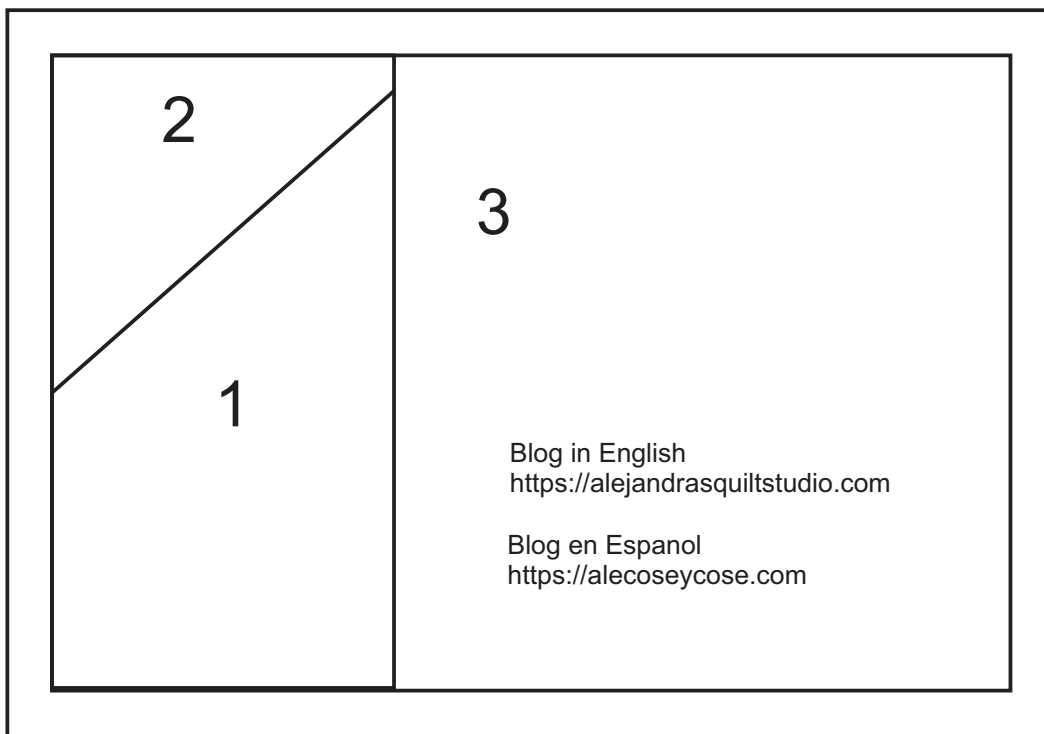 2
3
1
Blog in English
https://alejandrasquiltstudio.com
Blog en Espanol
https://alecoseycose.com